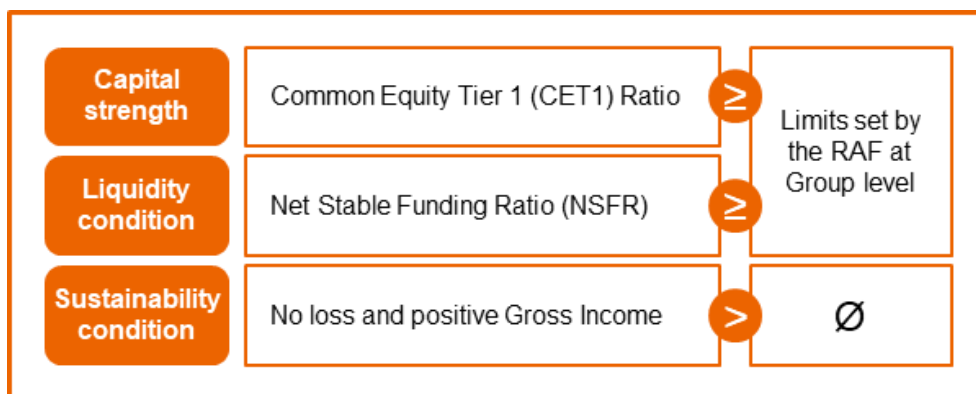 Capital
strength
Common Equity Tier 1 (CET1) Ratio
≥
Limits set by
the RAF at
Group level
Liquidity
condition
Net Stable Funding Ratio (NSFR)
≥
Sustainability
condition
No loss and positive Gross Income
>
Ø